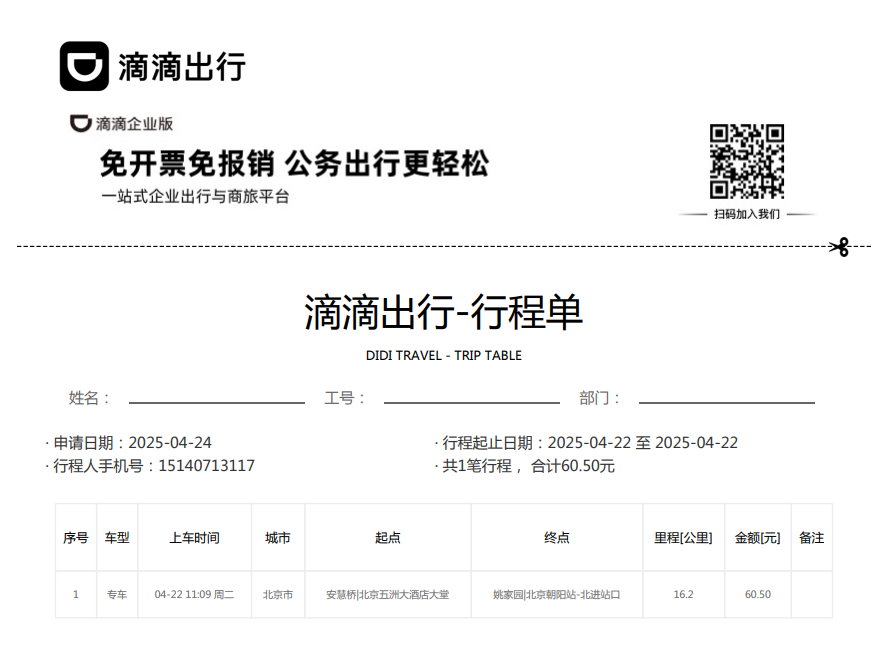 滴滴出行
滴滴企业版
免开票免报销 公务出行更轻松
一站式企业出行与商旅平台
扫码加入我们
滴滴出行-行程单
DIDI TRAVEL - TRIP TABLE
姓名： 工号： 部门：
· 申请日期：2025-04-24 · 行程起止日期：2025-04-22 至 2025-04-22
· 行程人手机号：15140713117 · 共1笔行程， 合计60.50元
序号 车型 上车时间 城市 起点 终点 里程[公里] 金额[元] 备注
1 专车 04-22 11:09 周二 北京市 安慧桥|北京五洲大酒店大堂 姚家园|北京朝阳站-北进站口 16.2 60.50